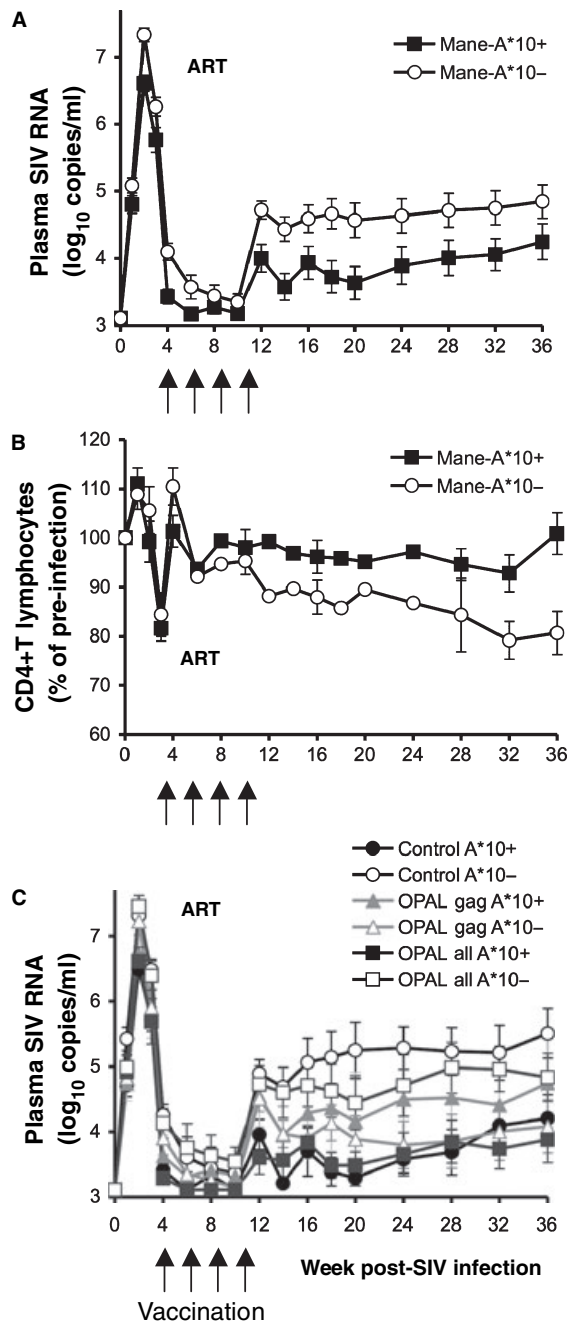 A
Plasma SIV RNA
(log10 copies/ml)
7
6
5
4
3
ART
Mane-A*10+
Mane-A*10–
0 4 8 12 16 20 24 28 32 36
B
CD4+T lymphocytes
(% of pre-infection)
120
110
100
90
80
70
60
Mane-A*10+
Mane-A*10–
ART
0 4 8 12 16 20 24 28 32 36
Control A*10+
Control A*10–
OPAL gag A*10+
OPAL gag A*10–
OPAL all A*10+
OPAL all A*10–
C
Plasma SIV RNA
(log10 copies/ml)
7
6
5
4
3
ART
0 4 8 12 16 20 24 28 32 36
Week post-SIV infection
Vaccination